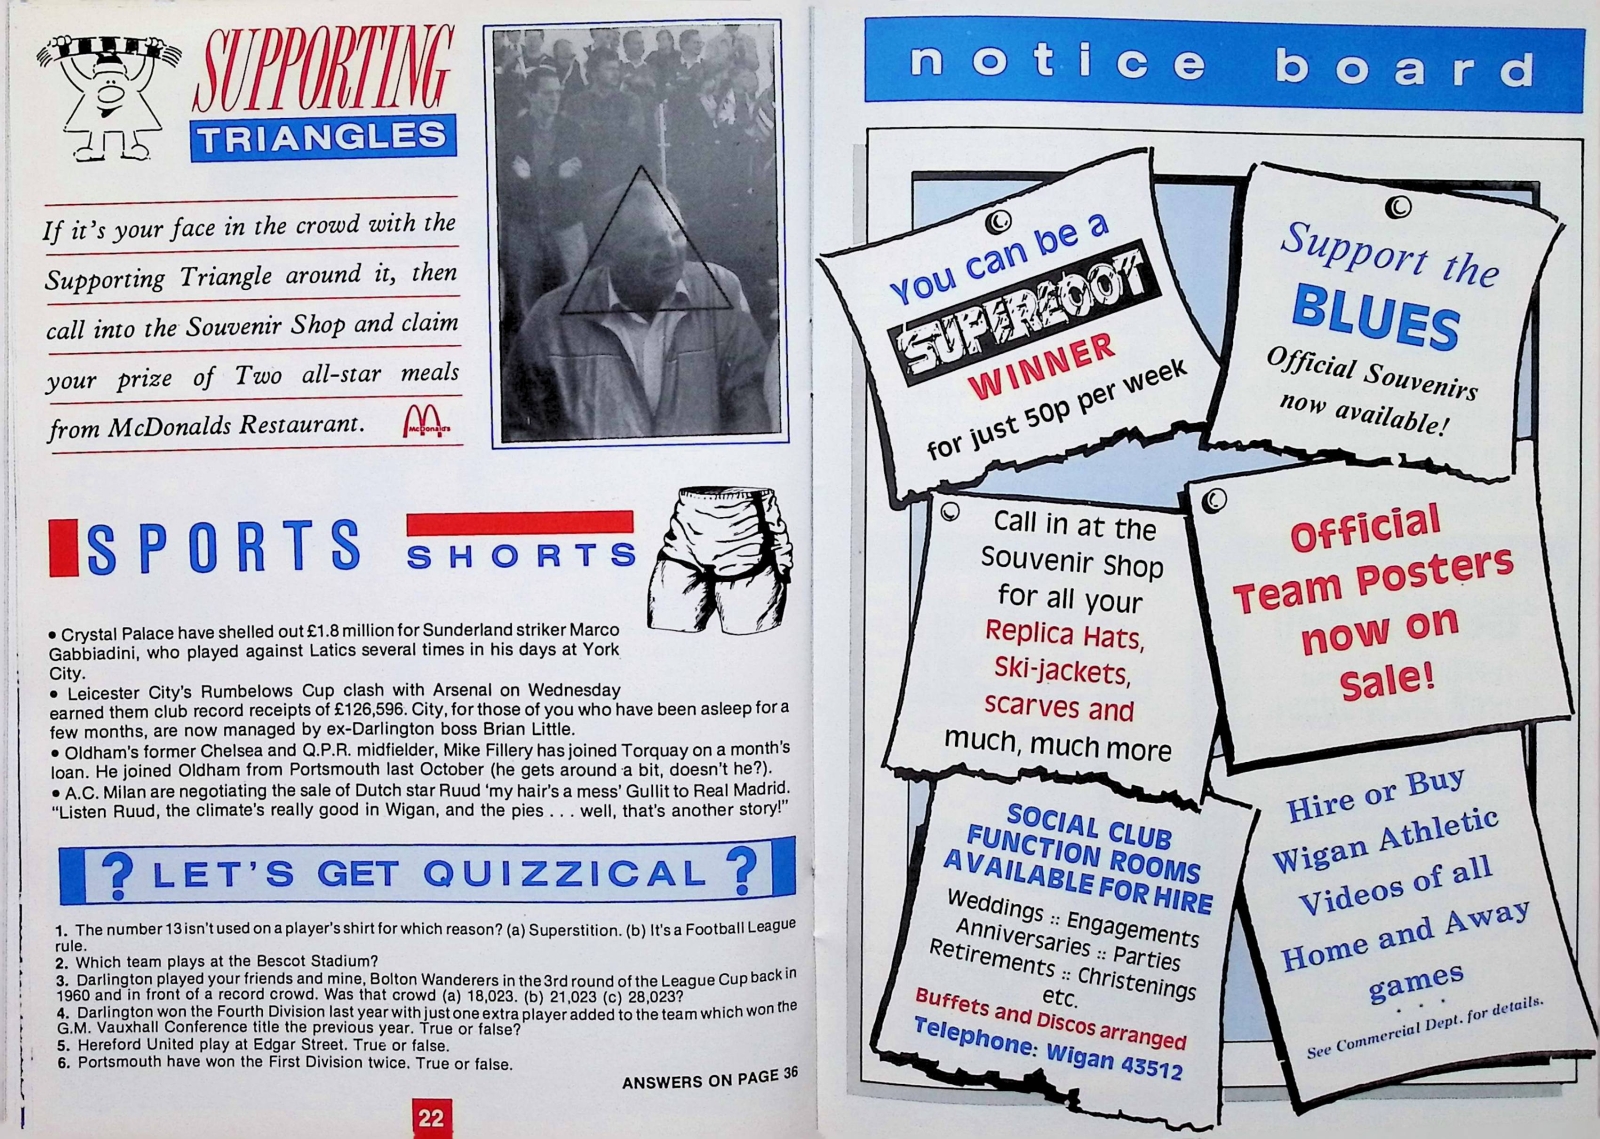 SUPPORTING
TRIANGLES
If it's your face in the crowd with the
Supporting Triangle around it, then
call into the Souvenir Shop and claim
your prize of Two all-star meals
from McDonalds Restaurant.
McDonald's
SPORTS
SHORTS
• Crystal Palace have shelled out £1.8 million for Sunderland striker Marco
Gabbiadini, who played against Latics several times in his days at York
City.
• Leicester City's Rumbelows Cup clash with Arsenal on Wednesday
earned them club record receipts of £126,596. City, for those of you who have been asleep for a
few months, are now managed by ex-Darlington boss Brian Little.
• Oldham's former Chelsea and Q.P.R. midfielder, Mike Fillery has joined Torquay on a month's
loan. He joined Oldham from Portsmouth last October (he gets around a bit, doesn't he?).
• A.C. Milan are negotiating the sale of Dutch star Ruud 'my hair's a mess' Gullit to Real Madrid.
"Listen Ruud, the climate's really good in Wigan, and the pies . . . well, that's another story!"
? LET'S GET QUIZZICAL ?
1. The number 13 isn't used on a player's shirt for which reason? (a) Superstition. (b) It's a Football League
rule.
2. Which team plays at the Bescot Stadium?
3. Darlington played your friends and mine, Bolton Wanderers in the 3rd round of the League Cup back in
1960 and in front of a record crowd. Was that crowd (a) 18,023. (b) 21,023 (c) 28,023?
4. Darlington won the Fourth Division last year with just one extra player added to the team which won the
G.M. Vauxhall Conference title the previous year. True or false?
5. Hereford United play at Edgar Street. True or false.
6. Portsmouth have won the First Division twice. True or false.
ANSWERS ON PAGE 36
22
notice board
You can be a
SUPERLOOT
WINNER
for just 50p per week
Support the
BLUES
Official Souvenirs
now available!
Call in at the
Souvenir Shop
for all your
Replica Hats,
Ski-jackets,
scarves and
much, much more
Official
Team Posters
now on
Sale!
SOCIAL CLUB
FUNCTION ROOMS
AVAILABLE FOR HIRE
Weddings :: Engagements
Anniversaries :: Parties
Retirements :: Christenings
etc.
Buffets and Discos arranged
Telephone: Wigan 43512
Hire or Buy
Wigan Athletic
Videos of all
Home and Away
games
See Commercial Dept. for details.